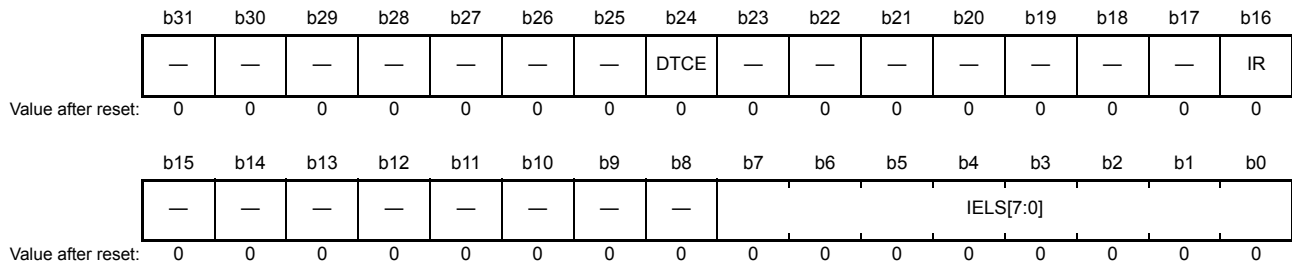 b31 b30 b29 b28 b27 b26 b25 b24 b23 b22 b21 b20 b19 b18 b17 b16
— — — — — — — DTCE — — — — — — — IR
Value after reset: 0 0 0 0 0 0 0 0 0 0 0 0 0 0 0 0
b15 b14 b13 b12 b11 b10 b9 b8 b7 b6 b5 b4 b3 b2 b1 b0
— — — — — — — — IELS[7:0]
Value after reset: 0 0 0 0 0 0 0 0 0 0 0 0 0 0 0 0